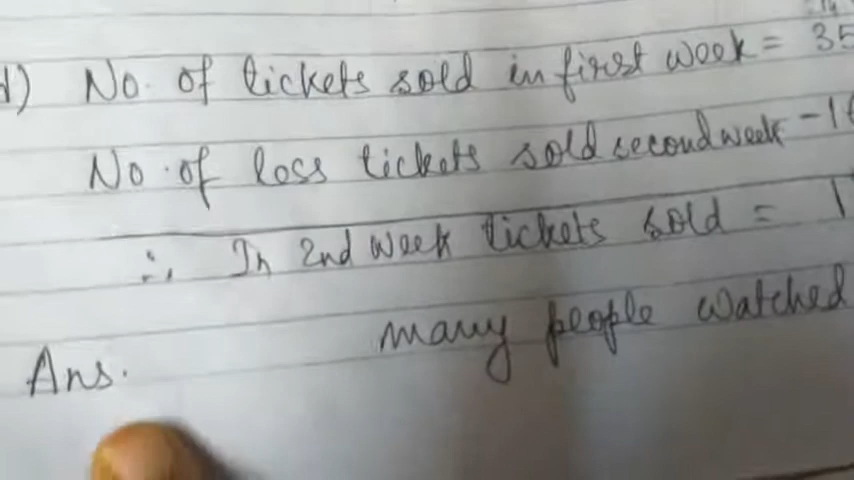 d) No. of tickets sold in first week = 35
No. of less tickets sold second week - 1
∴ In 2nd week tickets sold = 1
Ans. many people watched